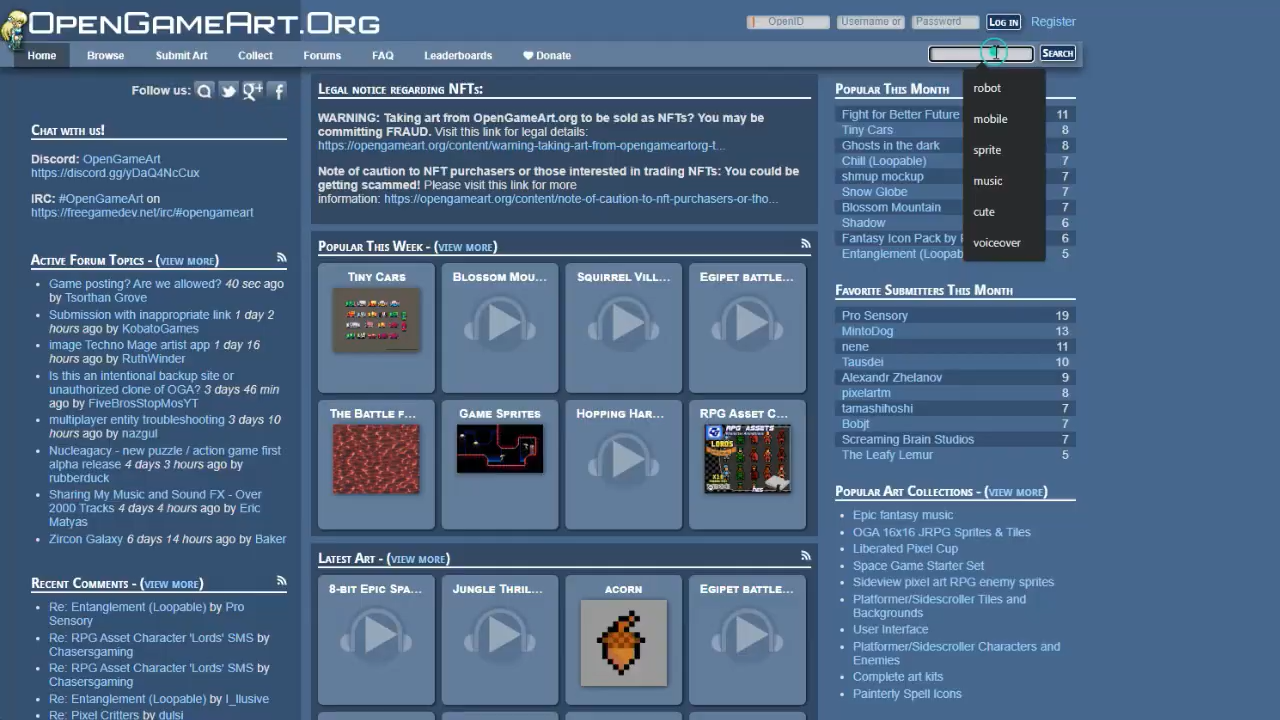 OpenGameArt.Org
OpenID
Username or
Password
Log in
Register
Home
Browse
Submit Art
Collect
Forums
FAQ
Leaderboards
Donate
Search
robot
mobile
sprite
music
cute
voiceover
Follow us:
Chat with us!
Discord: OpenGameArt
https://discord.gg/yDaQ4NcCux
IRC: #OpenGameArt on
https://freegamedev.net/irc/#opengameart
Active Forum Topics - (view more)
Game posting? Are we allowed? 40 sec ago
by Tsorthan Grove
Submission with inappropriate link 1 day 2
hours ago by KobatoGames
image Techno Mage artist app 1 day 16
hours ago by RuthWinder
Is this an intentional backup site or
unauthorized clone of OGA? 3 days 46 min
ago by FiveBrosStopMosYT
multiplayer entity troubleshooting 3 days 10
hours ago by nazgul
Nucleagacy - new puzzle / action game first
alpha release 4 days 3 hours ago by
rubberduck
Sharing My Music and Sound FX - Over
2000 Tracks 4 days 4 hours ago by Eric
Matyas
Zircon Galaxy 6 days 14 hours ago by Baker
Recent Comments - (view more)
Re: Entanglement (Loopable) by Pro
Sensory
Re: RPG Asset Character 'Lords' SMS by
Chasersgaming
Re: RPG Asset Character 'Lords' SMS by
Chasersgaming
Re: Entanglement (Loopable) by I_llusive
Re: Pixel Critters by dulsi
Legal notice regarding NFTs:
WARNING: Taking art from OpenGameArt.org to be sold as NFTs? You may be
committing FRAUD. Visit this link for legal details:
https://opengameart.org/content/warning-taking-art-from-opengameartorg-t...
Note of caution to NFT purchasers or those interested in trading NFTs: You could be
getting scammed! Please visit this link for more
information: https://opengameart.org/content/note-of-caution-to-nft-purchasers-or-tho...
Popular This Week - (view more)
Tiny Cars
Blossom Mou...
Squirrel Vill...
Egipet battle...
The Battle f...
Game Sprites
Hopping Har...
RPG Asset C...
RPG ASSETS
LORDS
Latest Art - (view more)
8-bit Epic Spa...
Jungle Thril...
acorn
Egipet battle...
Popular This Month
Fight for Better Future 11
Tiny Cars 8
Ghosts in the dark 8
Chill (Loopable) 7
shmup mockup 7
Snow Globe 7
Blossom Mountain 7
Shadow 6
Fantasy Icon Pack by 6
Entanglement (Loopab 5
Favorite Submitters This Month
Pro Sensory 19
MintoDog 13
nene 11
Tausdei 10
Alexandr Zhelanov 9
pixelartm 8
tamashihoshi 7
Bobjt 7
Screaming Brain Studios 7
The Leafy Lemur 5
Popular Art Collections - (view more)
Epic fantasy music
OGA 16x16 JRPG Sprites & Tiles
Liberated Pixel Cup
Space Game Starter Set
Sideview pixel art RPG enemy sprites
Platformer/Sidescroller Tiles and
Backgrounds
User Interface
Platformer/Sidescroller Characters and
Enemies
Complete art kits
Painterly Spell Icons